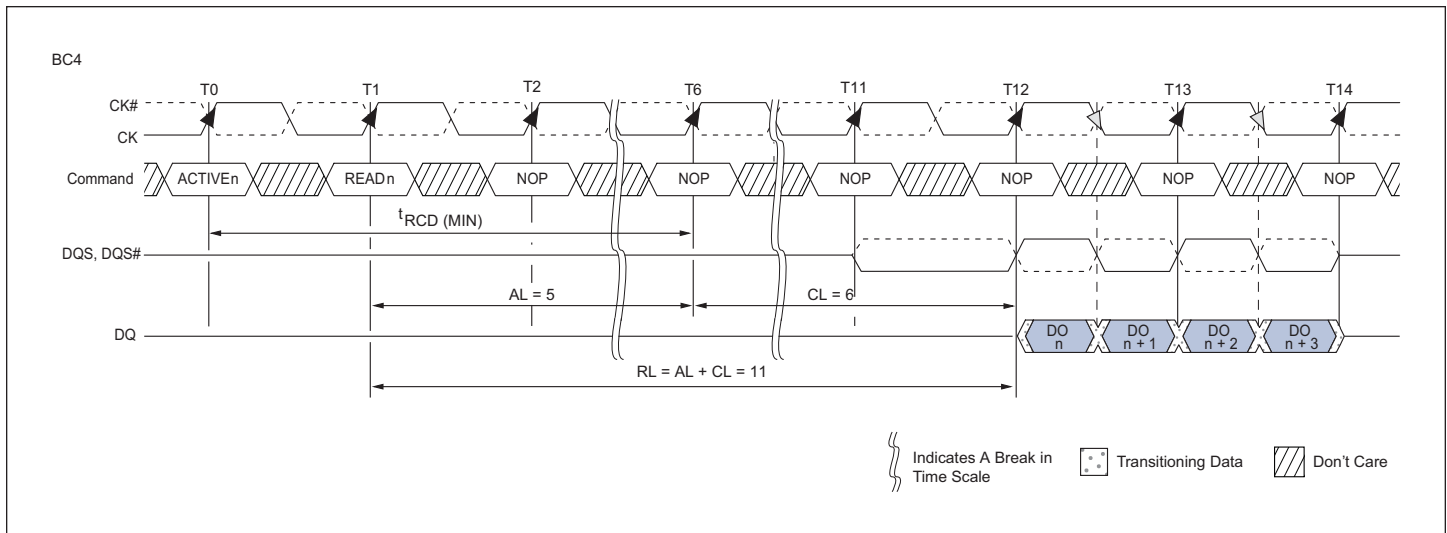 BC4
T0 T1 T2 T6 T11 T12 T13 T14
CK#
CK
Command ACTIVE n READ n NOP NOP NOP NOP NOP NOP
tRCD (MIN)
DQS, DQS#
AL = 5 CL = 6
DQ DO n DO n + 1 DO n + 2 DO n + 3
RL = AL + CL = 11
Indicates A Break in
Time Scale
Transitioning Data
Don't Care